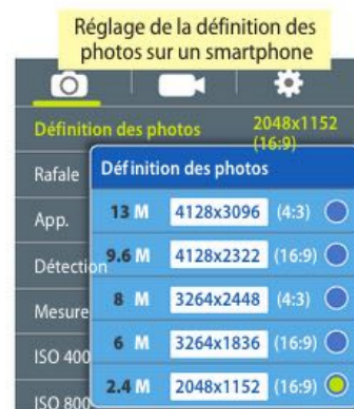 Réglage de la définition des
photos sur un smartphone
Définition des photos 2048x1152
(16:9)
Rafale
Définition des photos
App.
13 M 4128x3096 (4:3)
Détection
9.6 M 4128x2322 (16:9)
Mesure
8 M 3264x2448 (4:3)
6 M 3264x1836 (16:9)
ISO 400
2.4 M 2048x1152 (16:9)
ISO 800